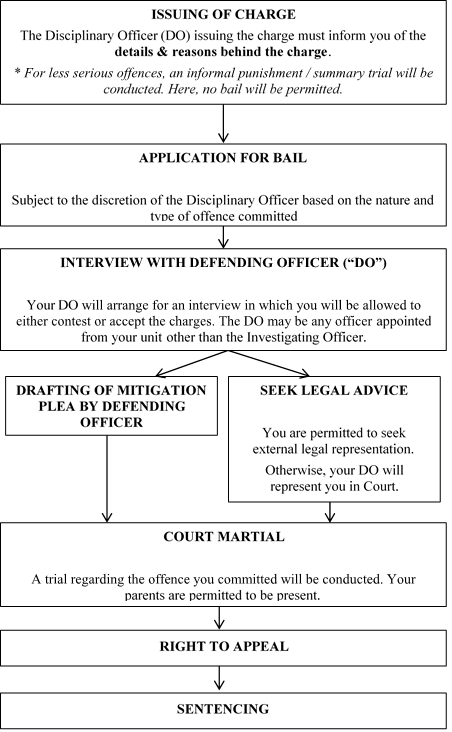 ISSUING OF CHARGE
The Disciplinary Officer (DO) issuing the charge must inform you of the
details & reasons behind the charge.
* For less serious offences, an informal punishment / summary trial will be
conducted. Here, no bail will be permitted.
APPLICATION FOR BAIL
Subject to the discretion of the Disciplinary Officer based on the nature and
type of offence committed
INTERVIEW WITH DEFENDING OFFICER (“DO”)
Your DO will arrange for an interview in which you will be allowed to
either contest or accept the charges. The DO may be any officer appointed
from your unit other than the Investigating Officer.
DRAFTING OF MITIGATION
PLEA BY DEFENDING
OFFICER
SEEK LEGAL ADVICE
You are permitted to seek
external legal representation.
Otherwise, your DO will
represent you in Court.
COURT MARTIAL
A trial regarding the offence you committed will be conducted. Your
parents are permitted to be present.
RIGHT TO APPEAL
SENTENCING